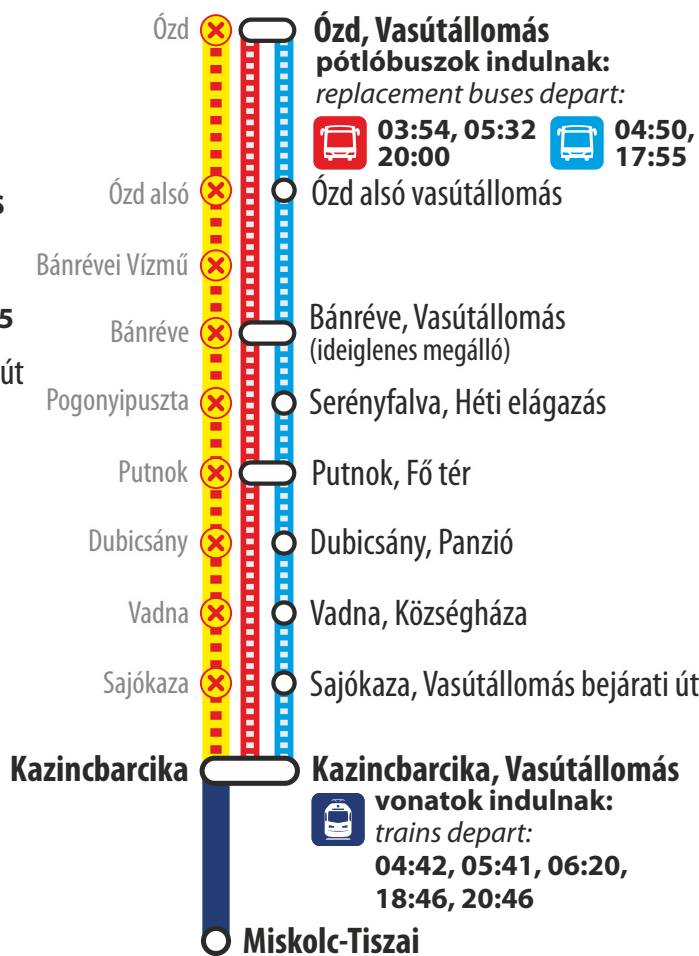 Ózd
Ózd, Vasútállomás
pótlóbuszok indulnak:
replacement buses depart:
03:54, 05:32
20:00
04:50,
17:55
s
Ózd alsó
Ózd alsó vasútállomás
Bánrévei Vízmű
5
Bánréve
Bánréve, Vasútállomás
(ideiglenes megálló)
út
Pogonyipuszta
Serényfalva, Héti elágazás
Putnok
Putnok, Fő tér
Dubicsány
Dubicsány, Panzió
Vadna
Vadna, Községháza
Sajókaza
Sajókaza, Vasútállomás bejárati út
Kazincbarcika
Kazincbarcika, Vasútállomás
vonatok indulnak:
trains depart:
04:42, 05:41, 06:20,
18:46, 20:46
Miskolc-Tiszai